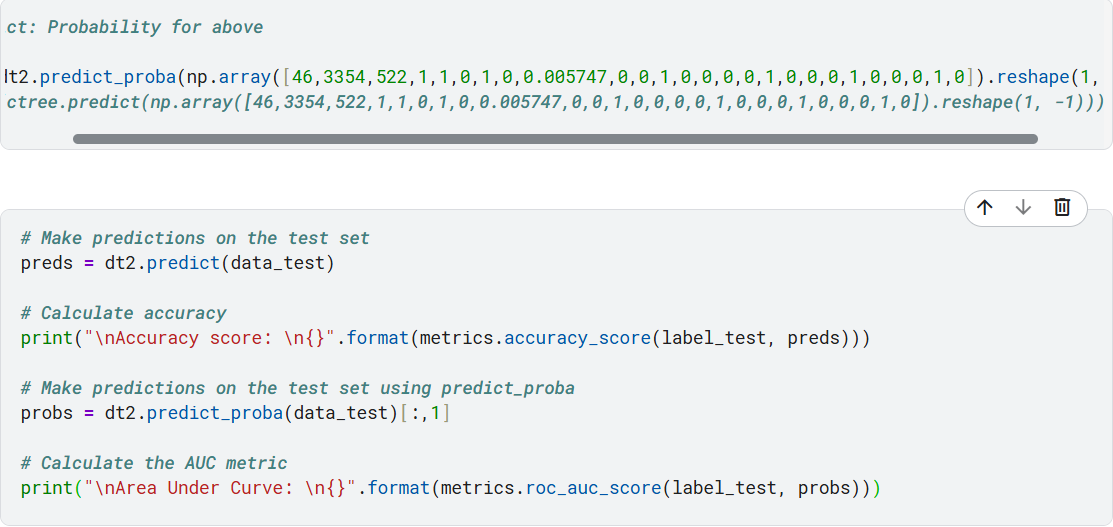 ct: Probability for above
dt2.predict_proba(np.array([46,3354,522,1,1,0,1,0,0.005747,0,0,1,0,0,0,0,1,0,0,0,1,0,0,0,1,0]).reshape(1,
ctree.predict(np.array([46,3354,522,1,1,0,1,0,0.005747,0,0,1,0,0,0,0,1,0,0,0,1,0,0,0,1,0]).reshape(1, -1)))
# Make predictions on the test set
preds = dt2.predict(data_test)
# Calculate accuracy
print("\nAccuracy score: \n{}".format(metrics.accuracy_score(label_test, preds)))
# Make predictions on the test set using predict_proba
probs = dt2.predict_proba(data_test)[:,1]
# Calculate the AUC metric
print("\nArea Under Curve: \n{}".format(metrics.roc_auc_score(label_test, probs)))